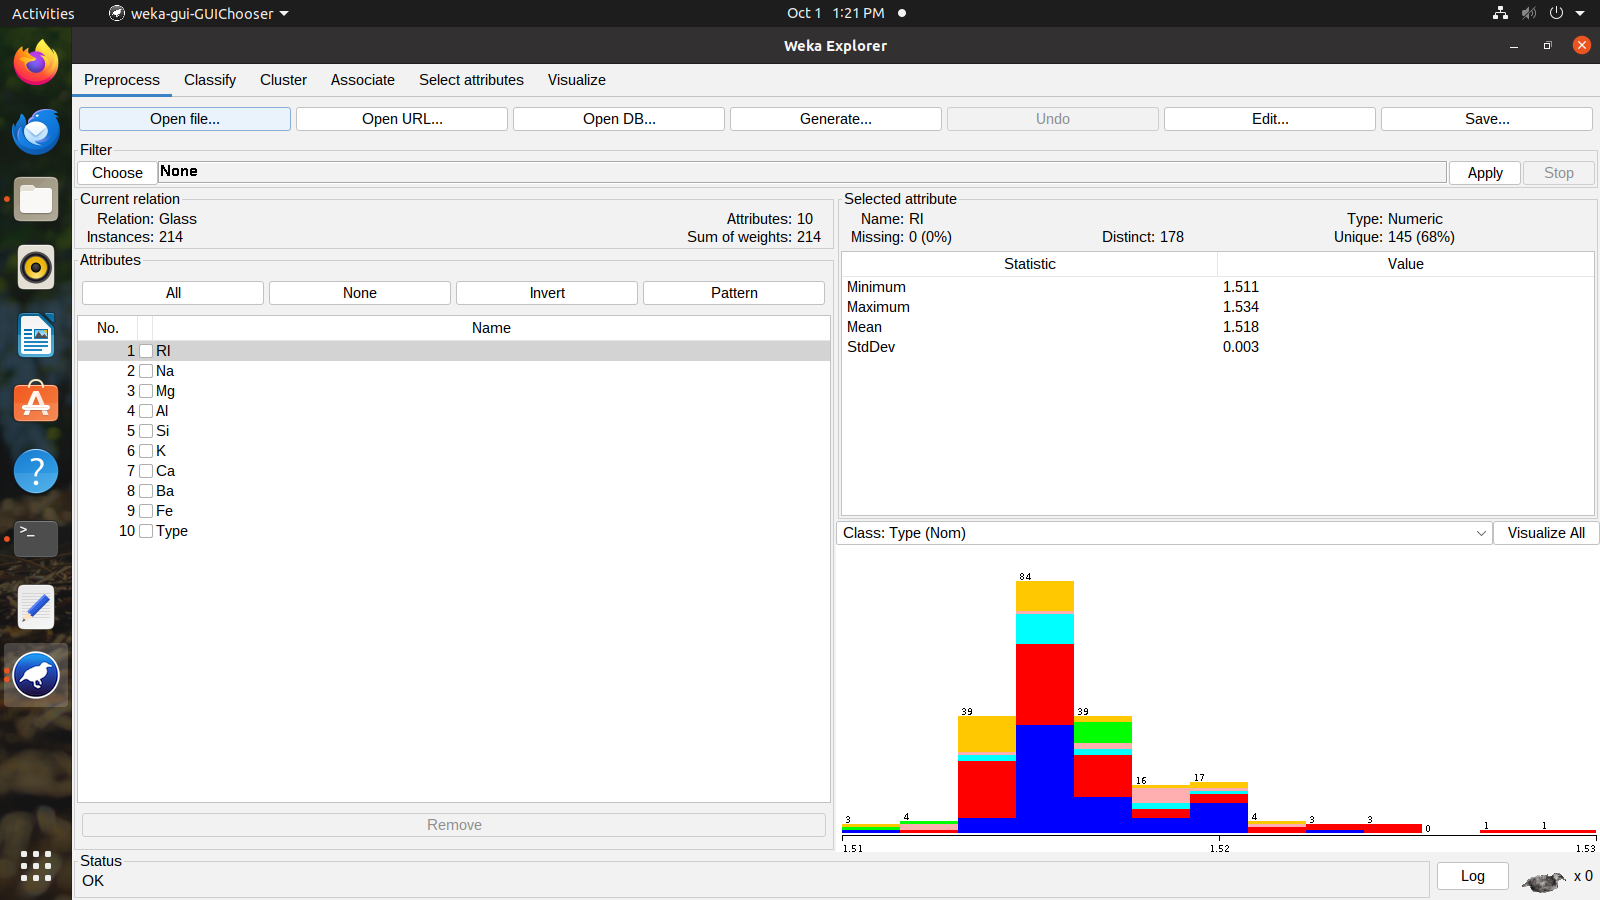 Activities weka-gui-GUIChooser Oct 1 1:21 PM
Weka Explorer
Preprocess Classify Cluster Associate Select attributes Visualize
Open file... Open URL... Open DB... Generate... Undo Edit... Save...
Filter
Choose None Apply Stop
Current relation
Relation: Glass Attributes: 10
Instances: 214 Sum of weights: 214
Attributes
All None Invert Pattern
No. Name
1 RI
2 Na
3 Mg
4 Al
5 Si
6 K
7 Ca
8 Ba
9 Fe
10 Type
Remove
Selected attribute
Name: RI Type: Numeric
Missing: 0 (0%) Distinct: 178 Unique: 145 (68%)
Statistic Value
Minimum 1.511
Maximum 1.534
Mean 1.518
StdDev 0.003
Class: Type (Nom) Visualize All
3 4 39 84 39 16 17 4 3 3 0 1 1
1.51 1.52 1.53
Status
OK
Log x 0